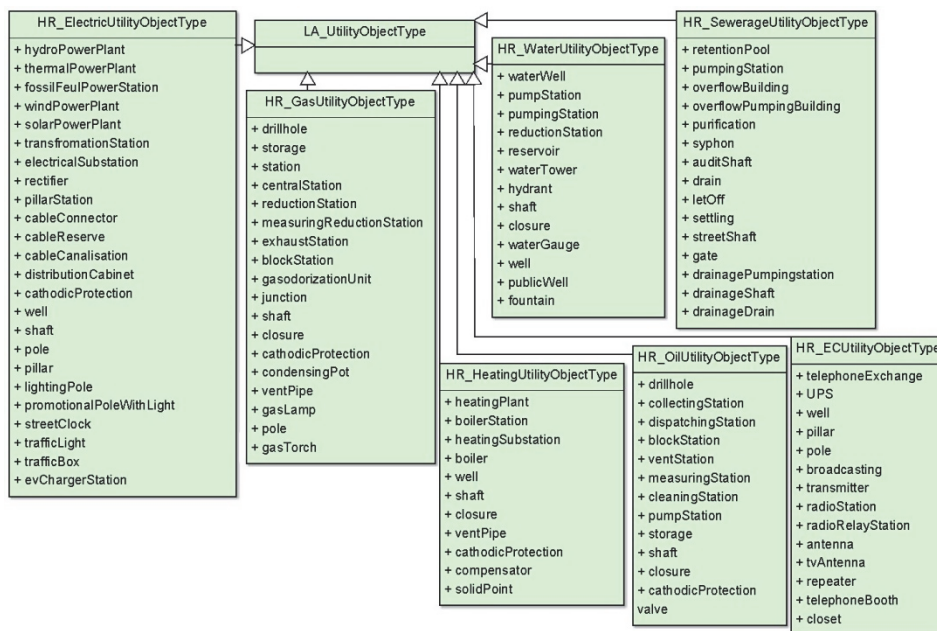 HR_ElectricUtilityObjectType
+ hydroPowerPlant
+ thermalPowerPlant
+ fossilFeulPowerStation
+ windPowerPlant
+ solarPowerPlant
+ transfromationStation
+ electricalSubstation
+ rectifier
+ pillarStation
+ cableConnector
+ cableReserve
+ cableCanalisation
+ distributionCabinet
+ cathodicProtection
+ well
+ shaft
+ pole
+ pillar
+ lightingPole
+ promotionalPoleWithLight
+ streetClock
+ trafficLight
+ trafficBox
+ evChargerStation
LA_UtilityObjectType
HR_GasUtilityObjectType
+ drillhole
+ storage
+ station
+ centralStation
+ reductionStation
+ measuringReductionStation
+ exhaustStation
+ blockStation
+ gasodorizationUnit
+ junction
+ shaft
+ closure
+ cathodicProtection
+ condensingPot
+ ventPipe
+ gasLamp
+ pole
+ gasTorch
HR_WaterUtilityObjectType
+ waterWell
+ pumpStation
+ pumpingStation
+ reductionStation
+ reservoir
+ waterTower
+ hydrant
+ shaft
+ closure
+ waterGauge
+ well
+ publicWell
+ fountain
HR_SewerageUtilityObjectType
+ retentionPool
+ pumpingStation
+ overflowBuilding
+ overflowPumpingBuilding
+ purification
+ syphon
+ auditShaft
+ drain
+ letOff
+ settling
+ streetShaft
+ gate
+ drainagePumpingstation
+ drainageShaft
+ drainageDrain
HR_HeatingUtilityObjectType
+ heatingPlant
+ boilerStation
+ heatingSubstation
+ boiler
+ well
+ shaft
+ closure
+ ventPipe
+ cathodicProtection
+ compensator
+ solidPoint
HR_OilUtilityObjectType
+ drillhole
+ collectingStation
+ dispatchingStation
+ blockStation
+ ventStation
+ measuringStation
+ cleaningStation
+ pumpStation
+ storage
+ shaft
+ closure
+ cathodicProtection
valve
HR_ECUtilityObjectType
+ telephoneExchange
+ UPS
+ well
+ pillar
+ pole
+ broadcasting
+ transmitter
+ radioStation
+ radioRelayStation
+ antenna
+ tvAntenna
+ repeater
+ telephoneBooth
+ closet